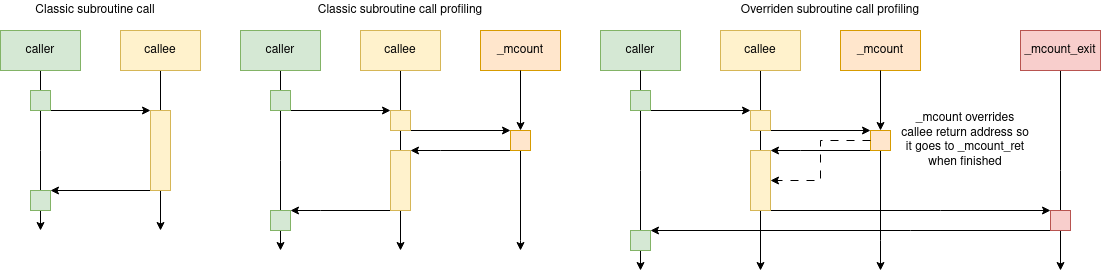 Classic subroutine call
Classic subroutine call profiling
Overriden subroutine call profiling
caller
callee
caller
callee
_mcount
caller
callee
_mcount
_mcount_exit
_mcount overrides
callee return address so
it goes to _mcount_ret
when finished